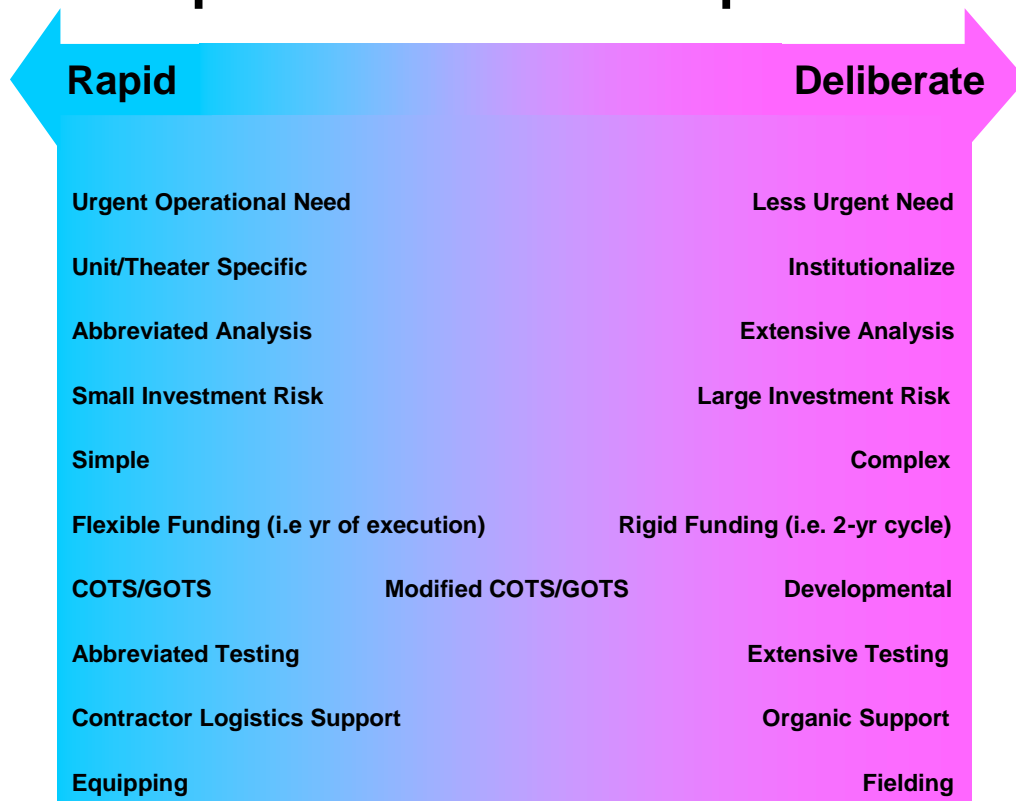 Rapid Deliberate
Urgent Operational Need Less Urgent Need
Unit/Theater Specific Institutionalize
Abbreviated Analysis Extensive Analysis
Small Investment Risk Large Investment Risk
Simple Complex
Flexible Funding (i.e yr of execution) Rigid Funding (i.e. 2-yr cycle)
COTS/GOTS Modified COTS/GOTS Developmental
Abbreviated Testing Extensive Testing
Contractor Logistics Support Organic Support
Equipping Fielding